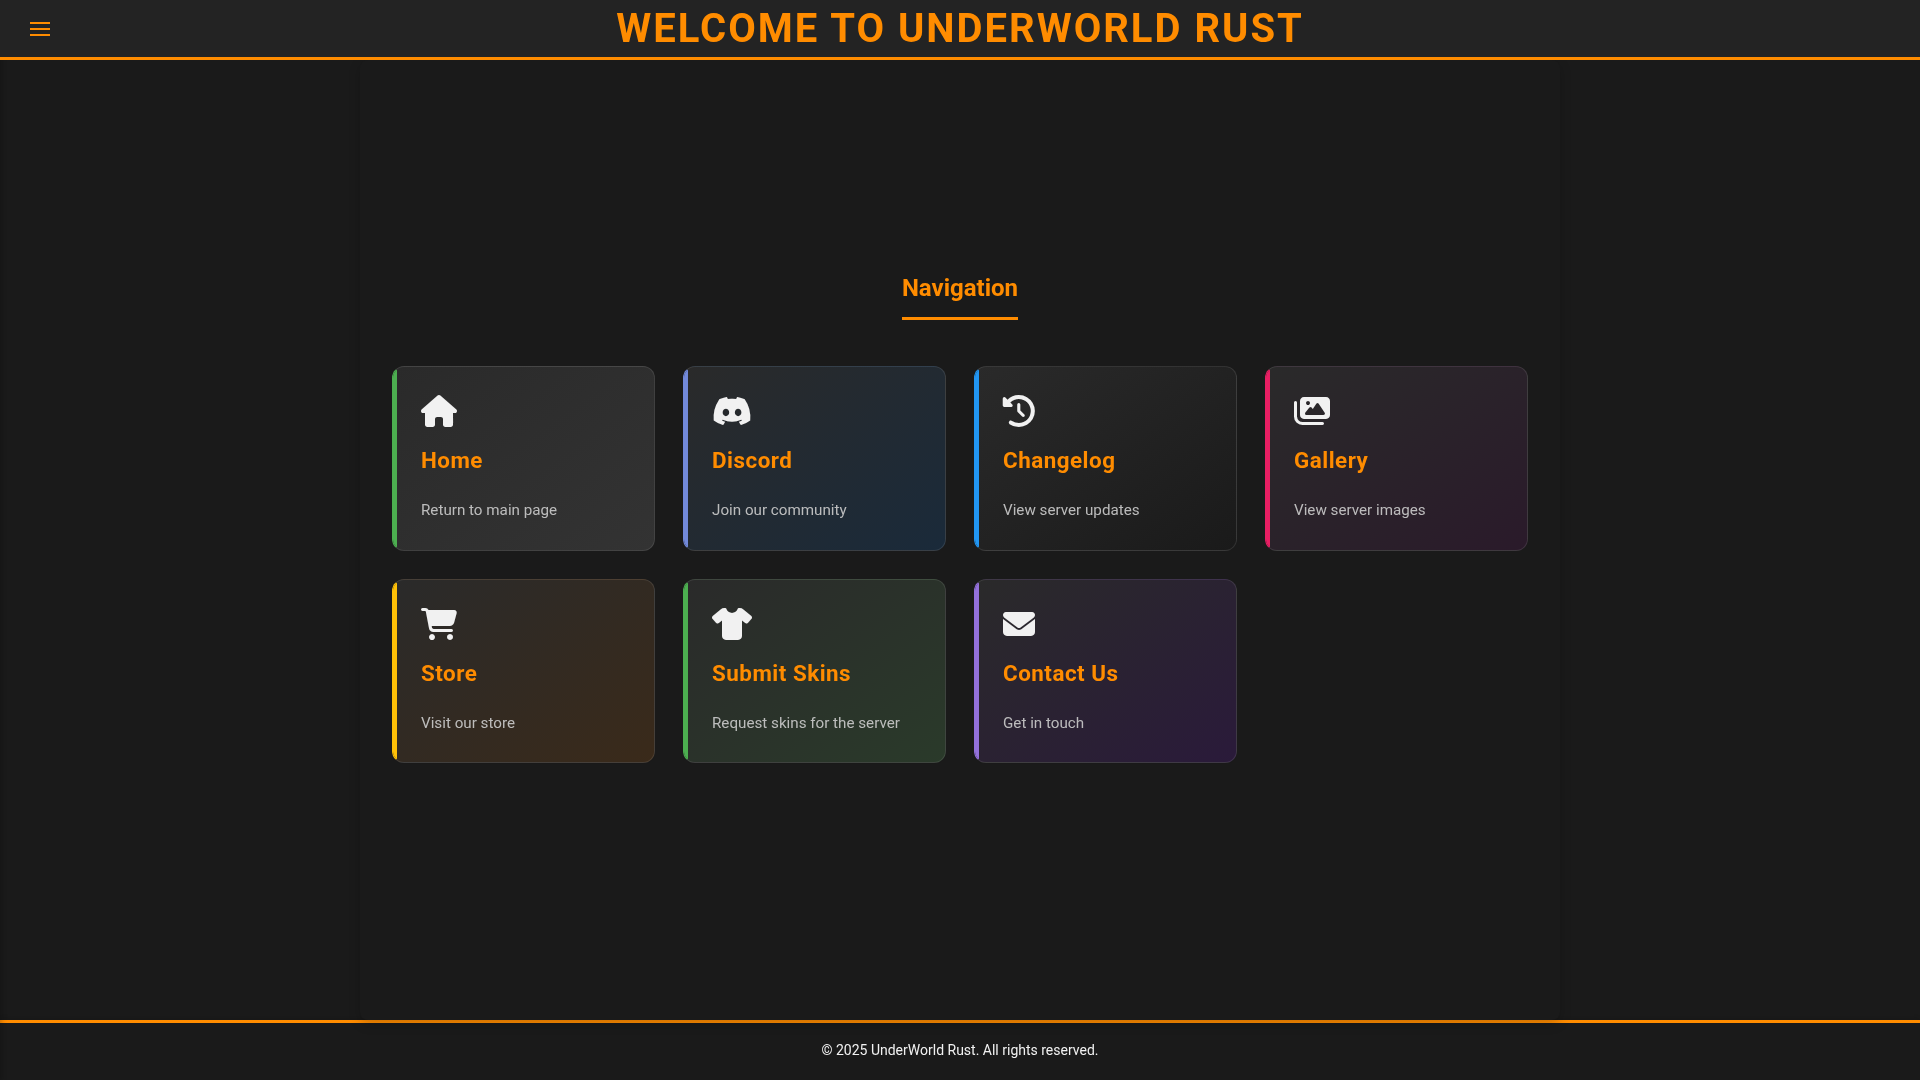 WELCOME TO UNDERWORLD RUST
Navigation
Home
Return to main page
Discord
Join our community
Changelog
View server updates
Gallery
View server images
Store
Visit our store
Submit Skins
Request skins for the server
Contact Us
Get in touch
© 2025 UnderWorld Rust. All rights reserved.